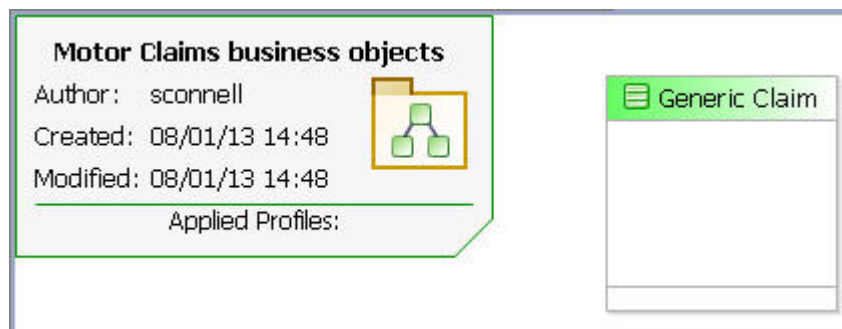 Motor Claims business objects
Author: sconnell
Created: 08/01/13 14:48
Modified: 08/01/13 14:48
Applied Profiles:
Generic Claim